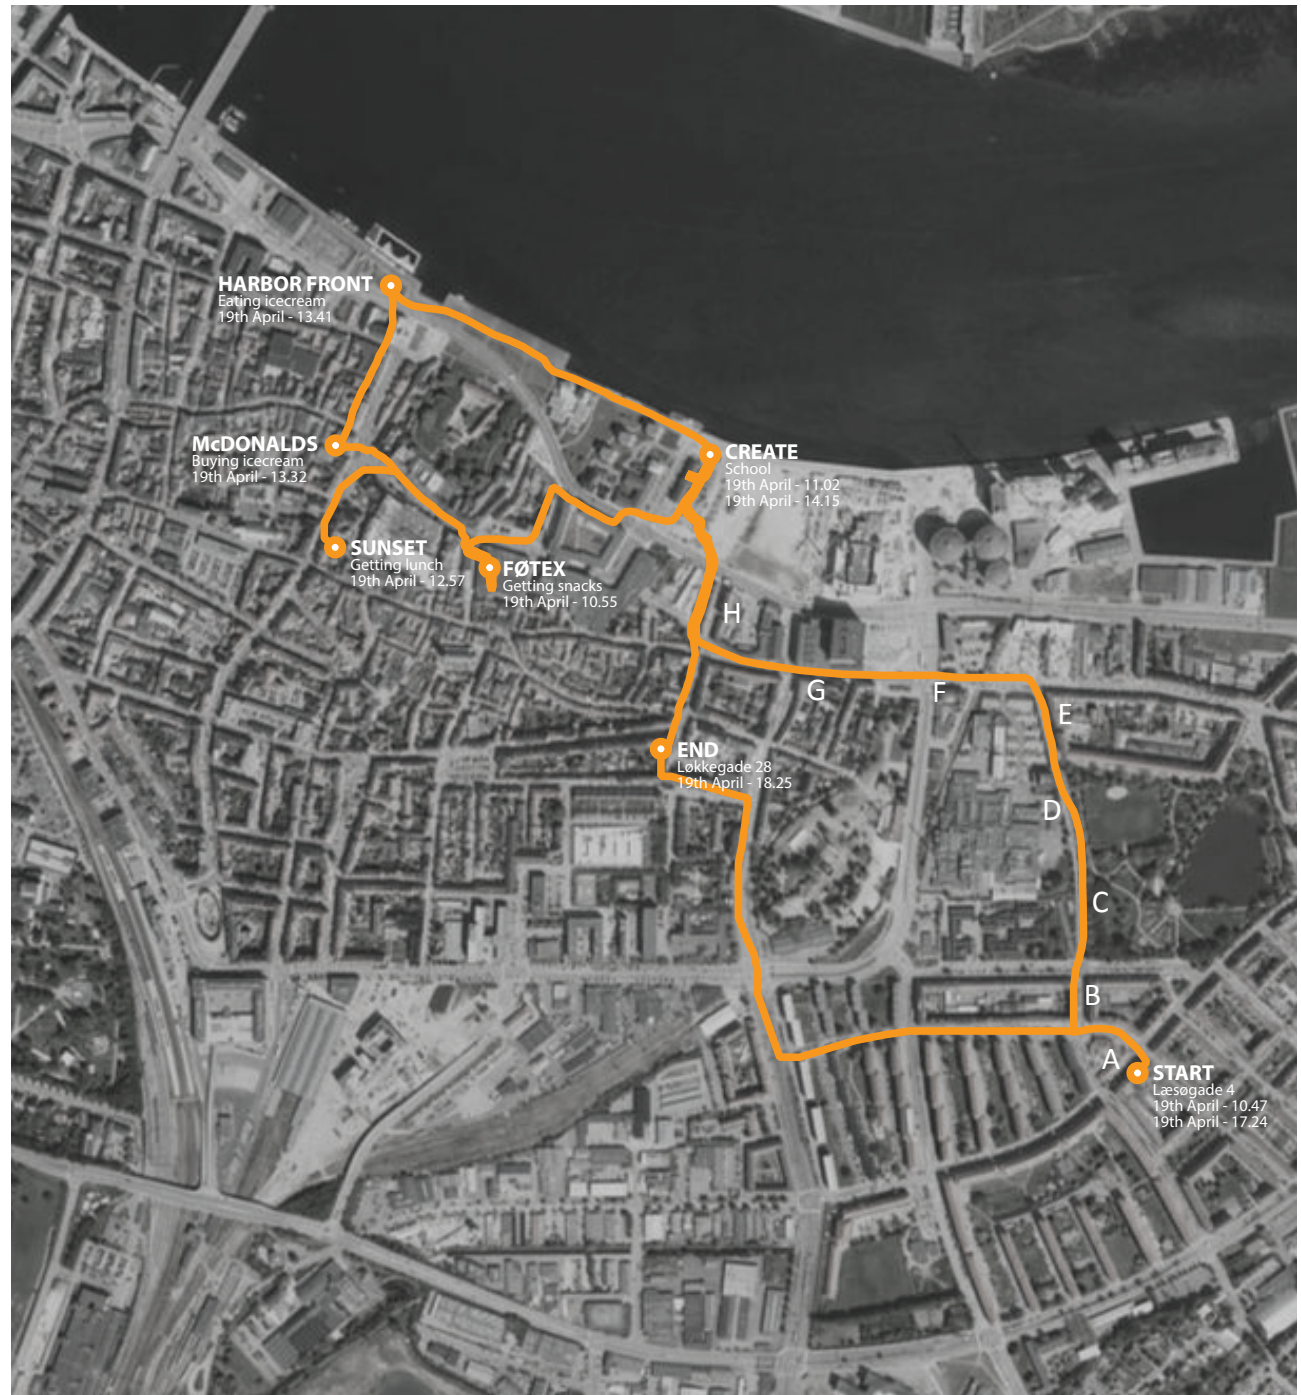 HARBOR FRONT
Eating icecream
19th April - 13.41
McDONALDS
Buying icecream
19th April - 13.32
CREATE
School
19th April - 11.02
19th April - 14.15
SUNSET
Getting lunch
19th April - 12.57
FØTEX
Getting snacks
19th April - 10.55
H
G
F
E
END
Løkkegade 28
19th April - 18.25
D
C
B
A
START
Læsøgade 4
19th April - 10.47
19th April - 17.24